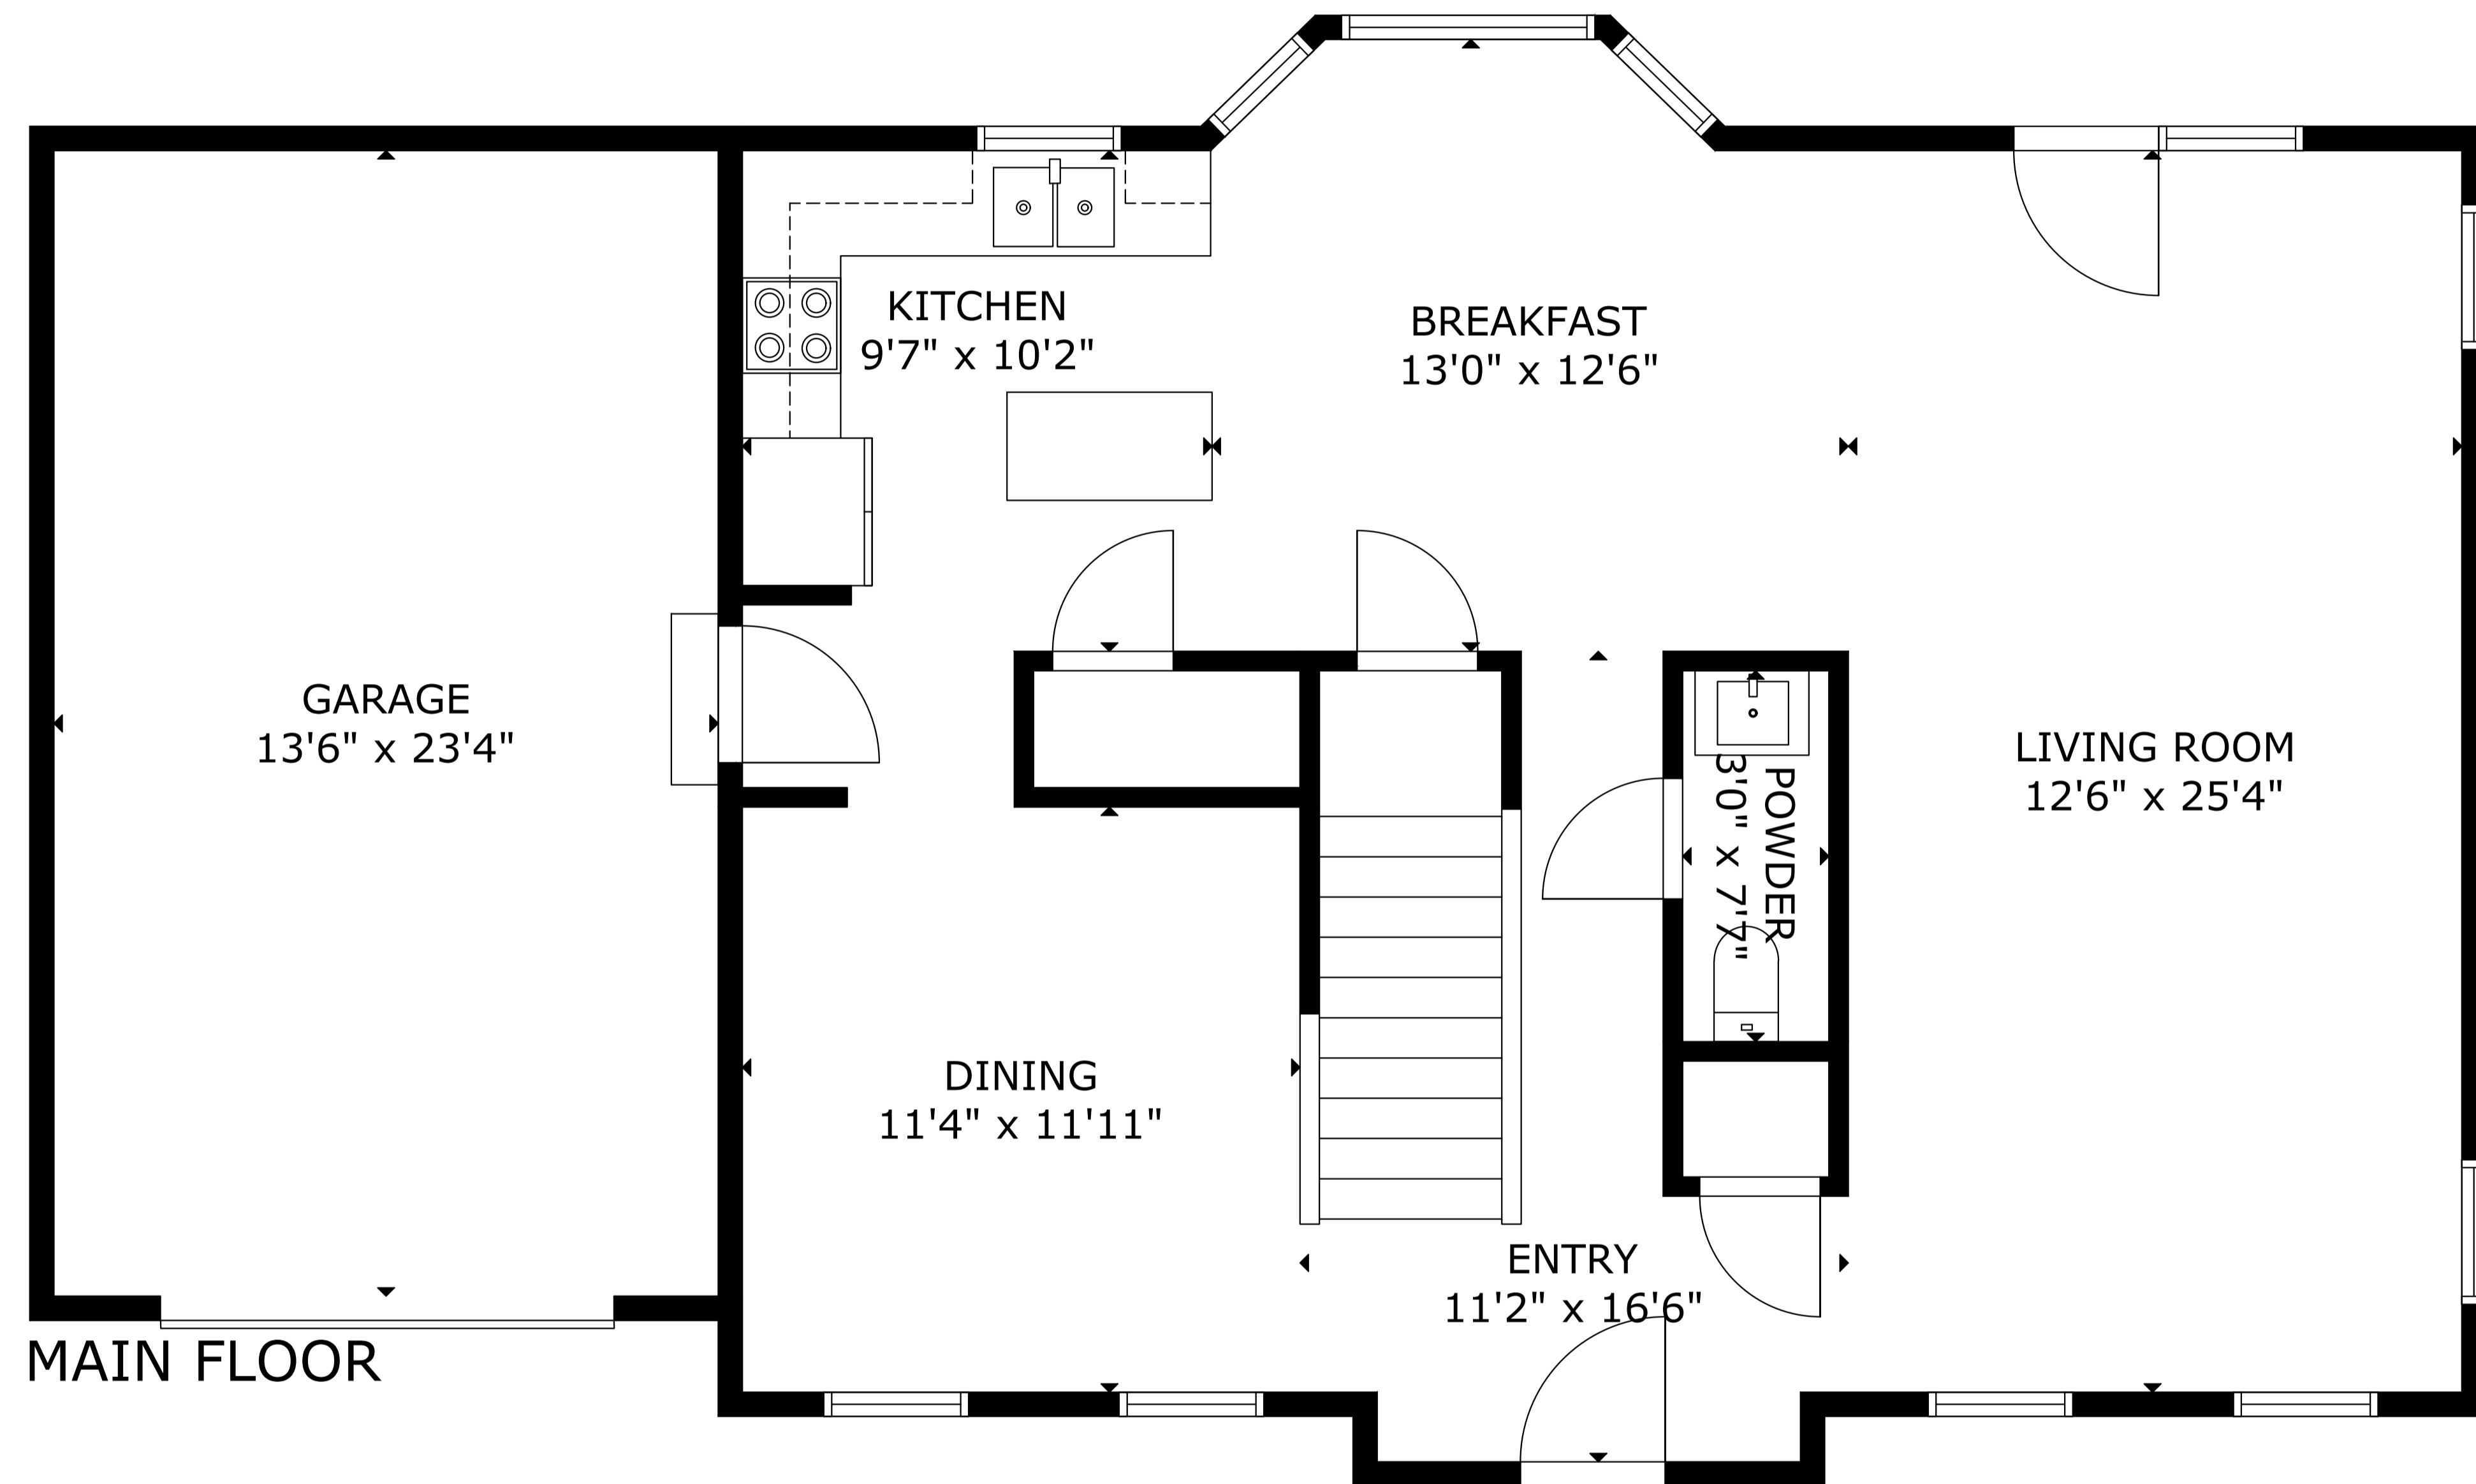 KITCHEN
9'7" x 10'2"
BREAKFAST
13'0" x 12'6"
GARAGE
13'6" x 23'4"
LIVING ROOM
12'6" x 25'4"
POWDER
3'0" x 7'7"
DINING
11'4" x 11'11"
ENTRY
11'2" x 16'6"
MAIN FLOOR